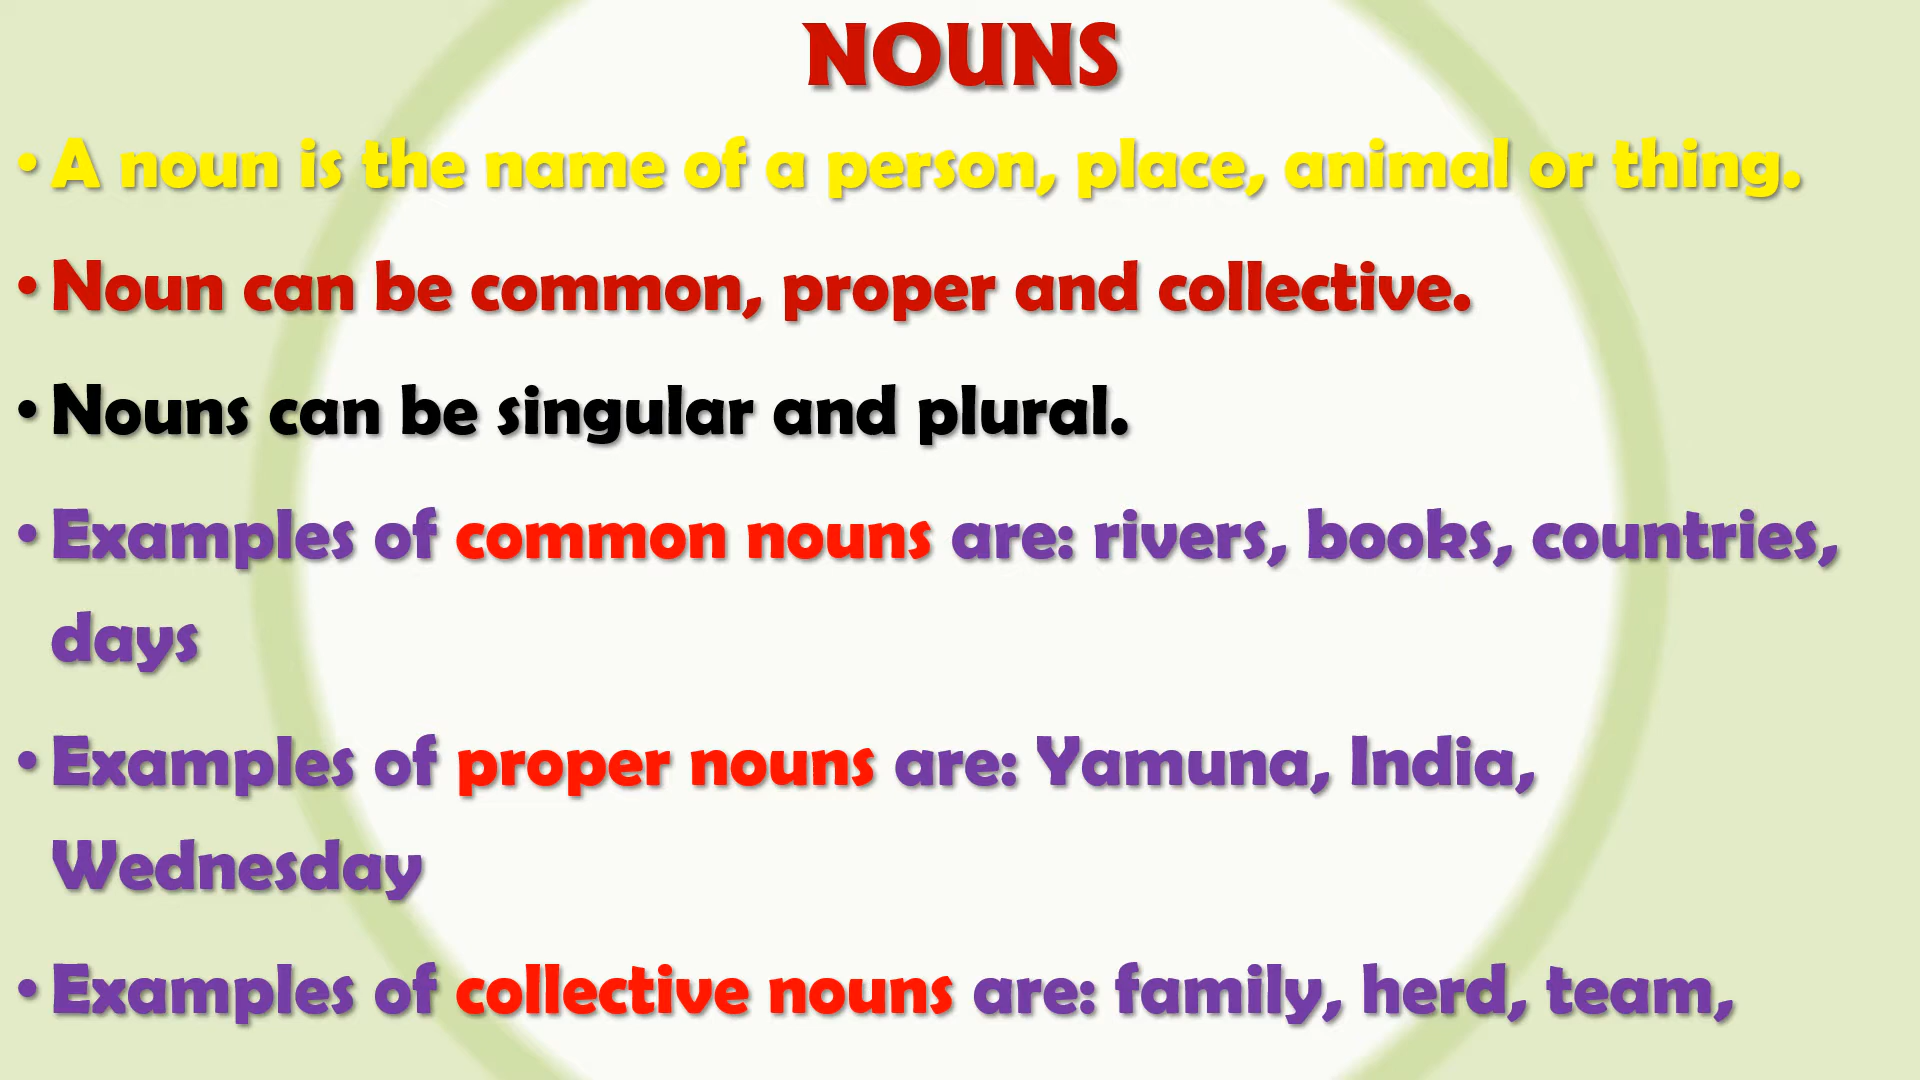 NOUNS
• A noun is the name of a person, place, animal or thing.
• Noun can be common, proper and collective.
• Nouns can be singular and plural.
• Examples of common nouns are: rivers, books, countries,
days
• Examples of proper nouns are: Yamuna, India,
Wednesday
• Examples of collective nouns are: family, herd, team,